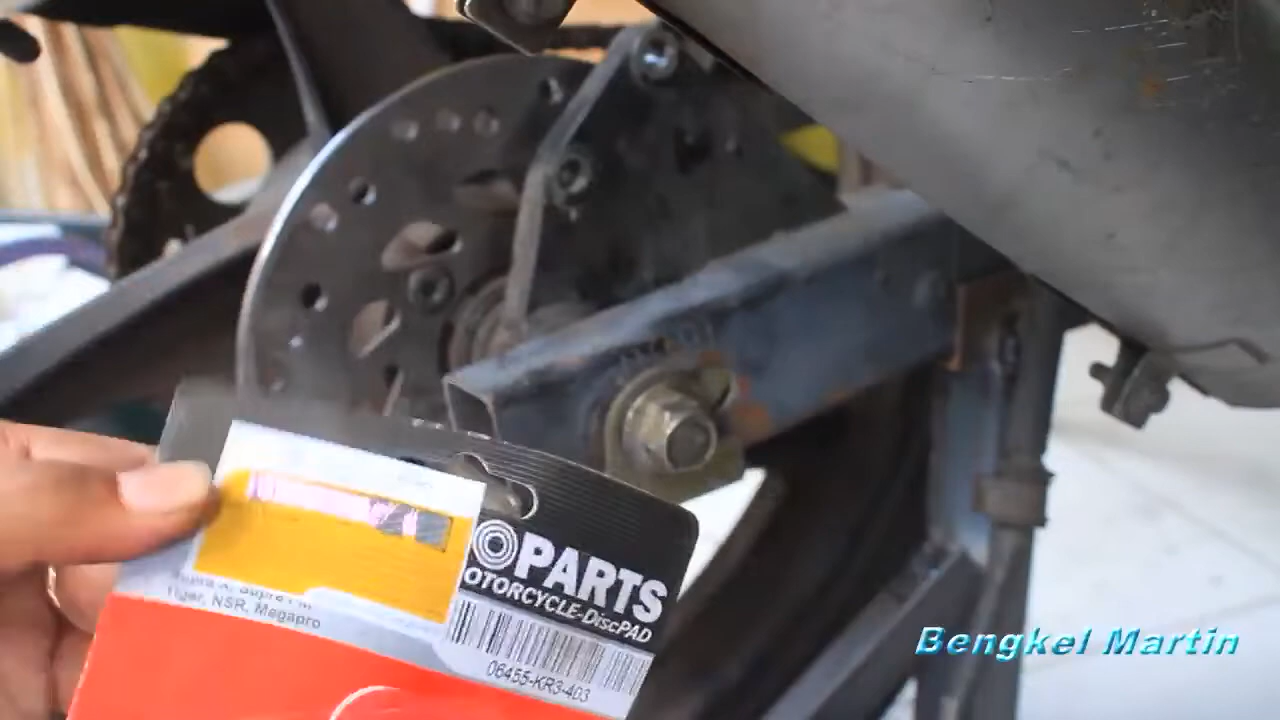 PARTS
OTORCYCLE-DiscPAD
Tiger, NSR, Megapro
06455-KR3-403
Bengkel Martin